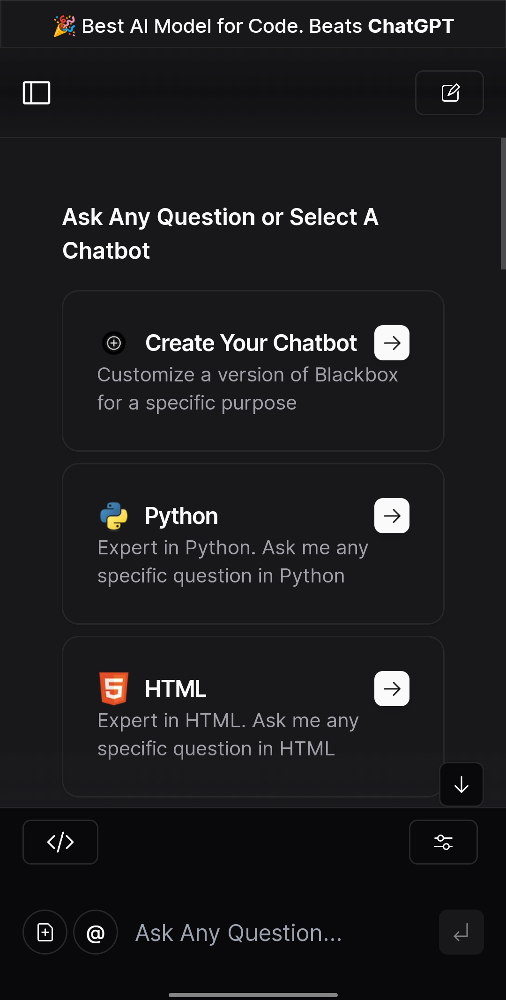 🎉 Best AI Model for Code. Beats ChatGPT
Ask Any Question or Select A
Chatbot
Create Your Chatbot
Customize a version of Blackbox
for a specific purpose
Python
Expert in Python. Ask me any
specific question in Python
HTML
Expert in HTML. Ask me any
specific question in HTML
</>
@ Ask Any Question...